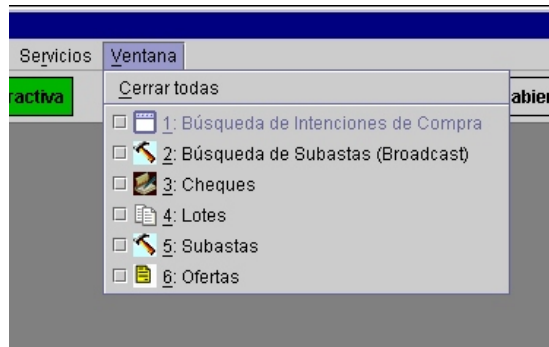 Servicios Ventana
ractiva
Cerrar todas
abier
1: Búsqueda de Intenciones de Compra
2: Búsqueda de Subastas (Broadcast)
3: Cheques
4: Lotes
5: Subastas
6: Ofertas